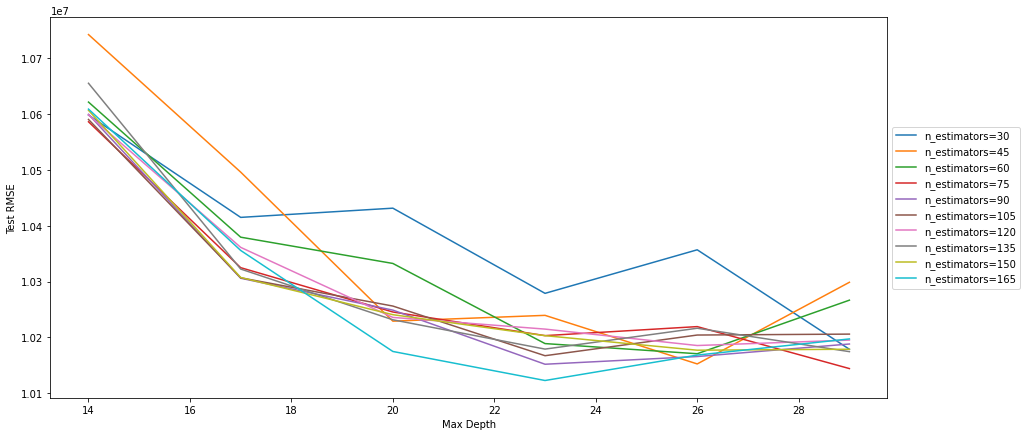 1e7
1.07
1.06
1.05
1.04
1.03
1.02
1.01
Test RMSE
14
16
18
20
22
24
26
28
Max Depth
n_estimators=30
n_estimators=45
n_estimators=60
n_estimators=75
n_estimators=90
n_estimators=105
n_estimators=120
n_estimators=135
n_estimators=150
n_estimators=165